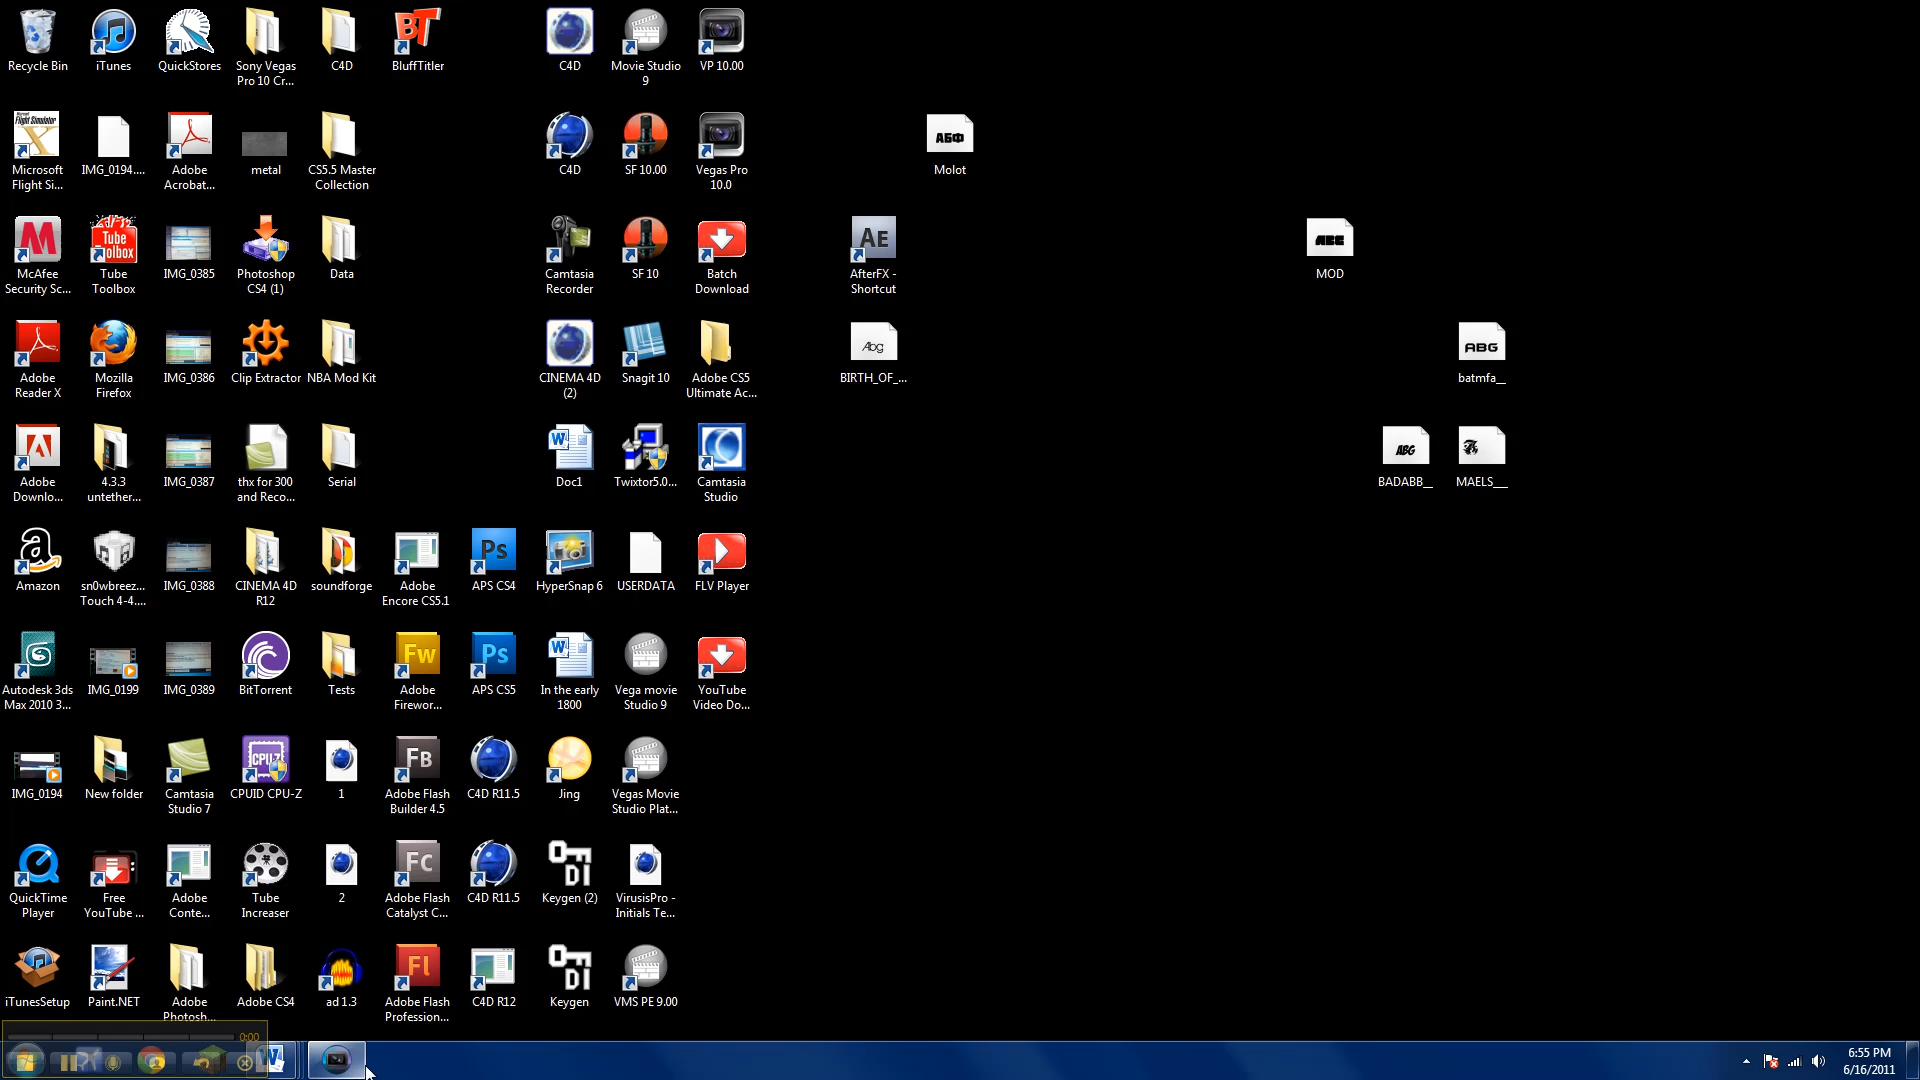 Recycle Bin
iTunes
QuickStores
Sony Vegas
Pro 10 Cr...
C4D
BluffTitler
C4D
Movie Studio
9
VP 10.00
Microsoft
Flight Si...
IMG_0194....
Adobe
Acrobat...
metal
CS5.5 Master
Collection
C4D
SF 10.00
Vegas Pro
10.0
Molot
McAfee
Security Sc...
Tube
Toolbox
IMG_0385
Photoshop
CS4 (1)
Data
Camtasia
Recorder
SF 10
Batch
Download
AfterFX -
Shortcut
MOD
Adobe
Reader X
Mozilla
Firefox
IMG_0386
Clip Extractor
NBA Mod Kit
CINEMA 4D
(2)
Snagit 10
Adobe CS5
Ultimate Ac...
BIRTH_OF_...
batmfa__
Adobe
Downlo...
4.3.3
untether...
IMG_0387
thx for 300
and Reco...
Serial
Doc1
Twixtor5.0...
Camtasia
Studio
BADABB__
MAELS___
Amazon
sn0wbreez...
Touch 4-4....
IMG_0388
CINEMA 4D
R12
soundforge
Adobe
Encore CS5.1
APS CS4
HyperSnap 6
USERDATA
FLV Player
Autodesk 3ds
Max 2010 3...
IMG_0199
IMG_0389
BitTorrent
Tests
Adobe
Firewor...
APS CS5
In the early
1800
Vega movie
Studio 9
YouTube
Video Do...
IMG_0194
New folder
Camtasia
Studio 7
CPUID CPU-Z
1
Adobe Flash
Builder 4.5
C4D R11.5
Jing
Vegas Movie
Studio Plat...
QuickTime
Player
Free
YouTube ...
Adobe
Conte...
Tube
Increaser
2
Adobe Flash
Catalyst C...
C4D R11.5
Keygen (2)
VirusisPro -
Initials Te...
iTunesSetup
Paint.NET
Adobe
Photosh...
Adobe CS4
ad 1.3
Adobe Flash
Profession...
C4D R12
Keygen
VMS PE 9.00
0:00
6:55 PM
6/16/2011